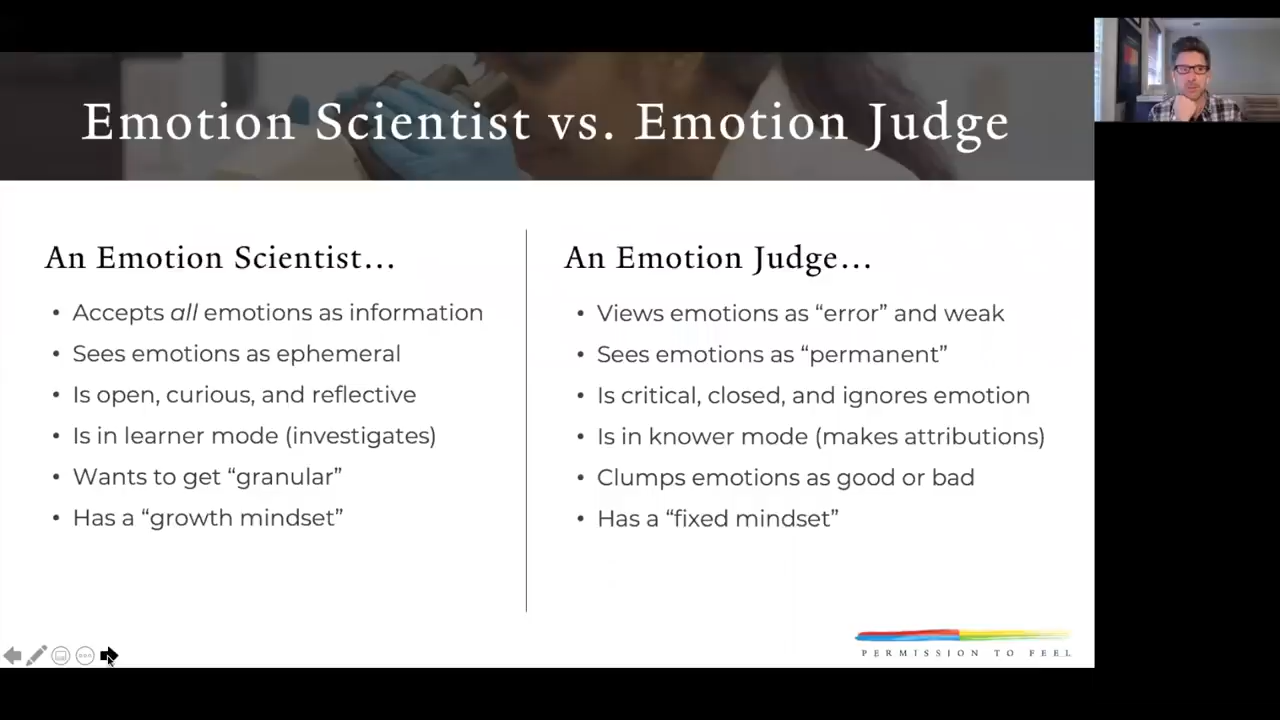 Emotion Scientist vs. Emotion Judge
An Emotion Scientist…
• Accepts all emotions as information
• Sees emotions as ephemeral
• Is open, curious, and reflective
• Is in learner mode (investigates)
• Wants to get “granular”
• Has a “growth mindset”
An Emotion Judge…
• Views emotions as “error” and weak
• Sees emotions as “permanent”
• Is critical, closed, and ignores emotion
• Is in knower mode (makes attributions)
• Clumps emotions as good or bad
• Has a “fixed mindset”
PERMISSION TO FEEL